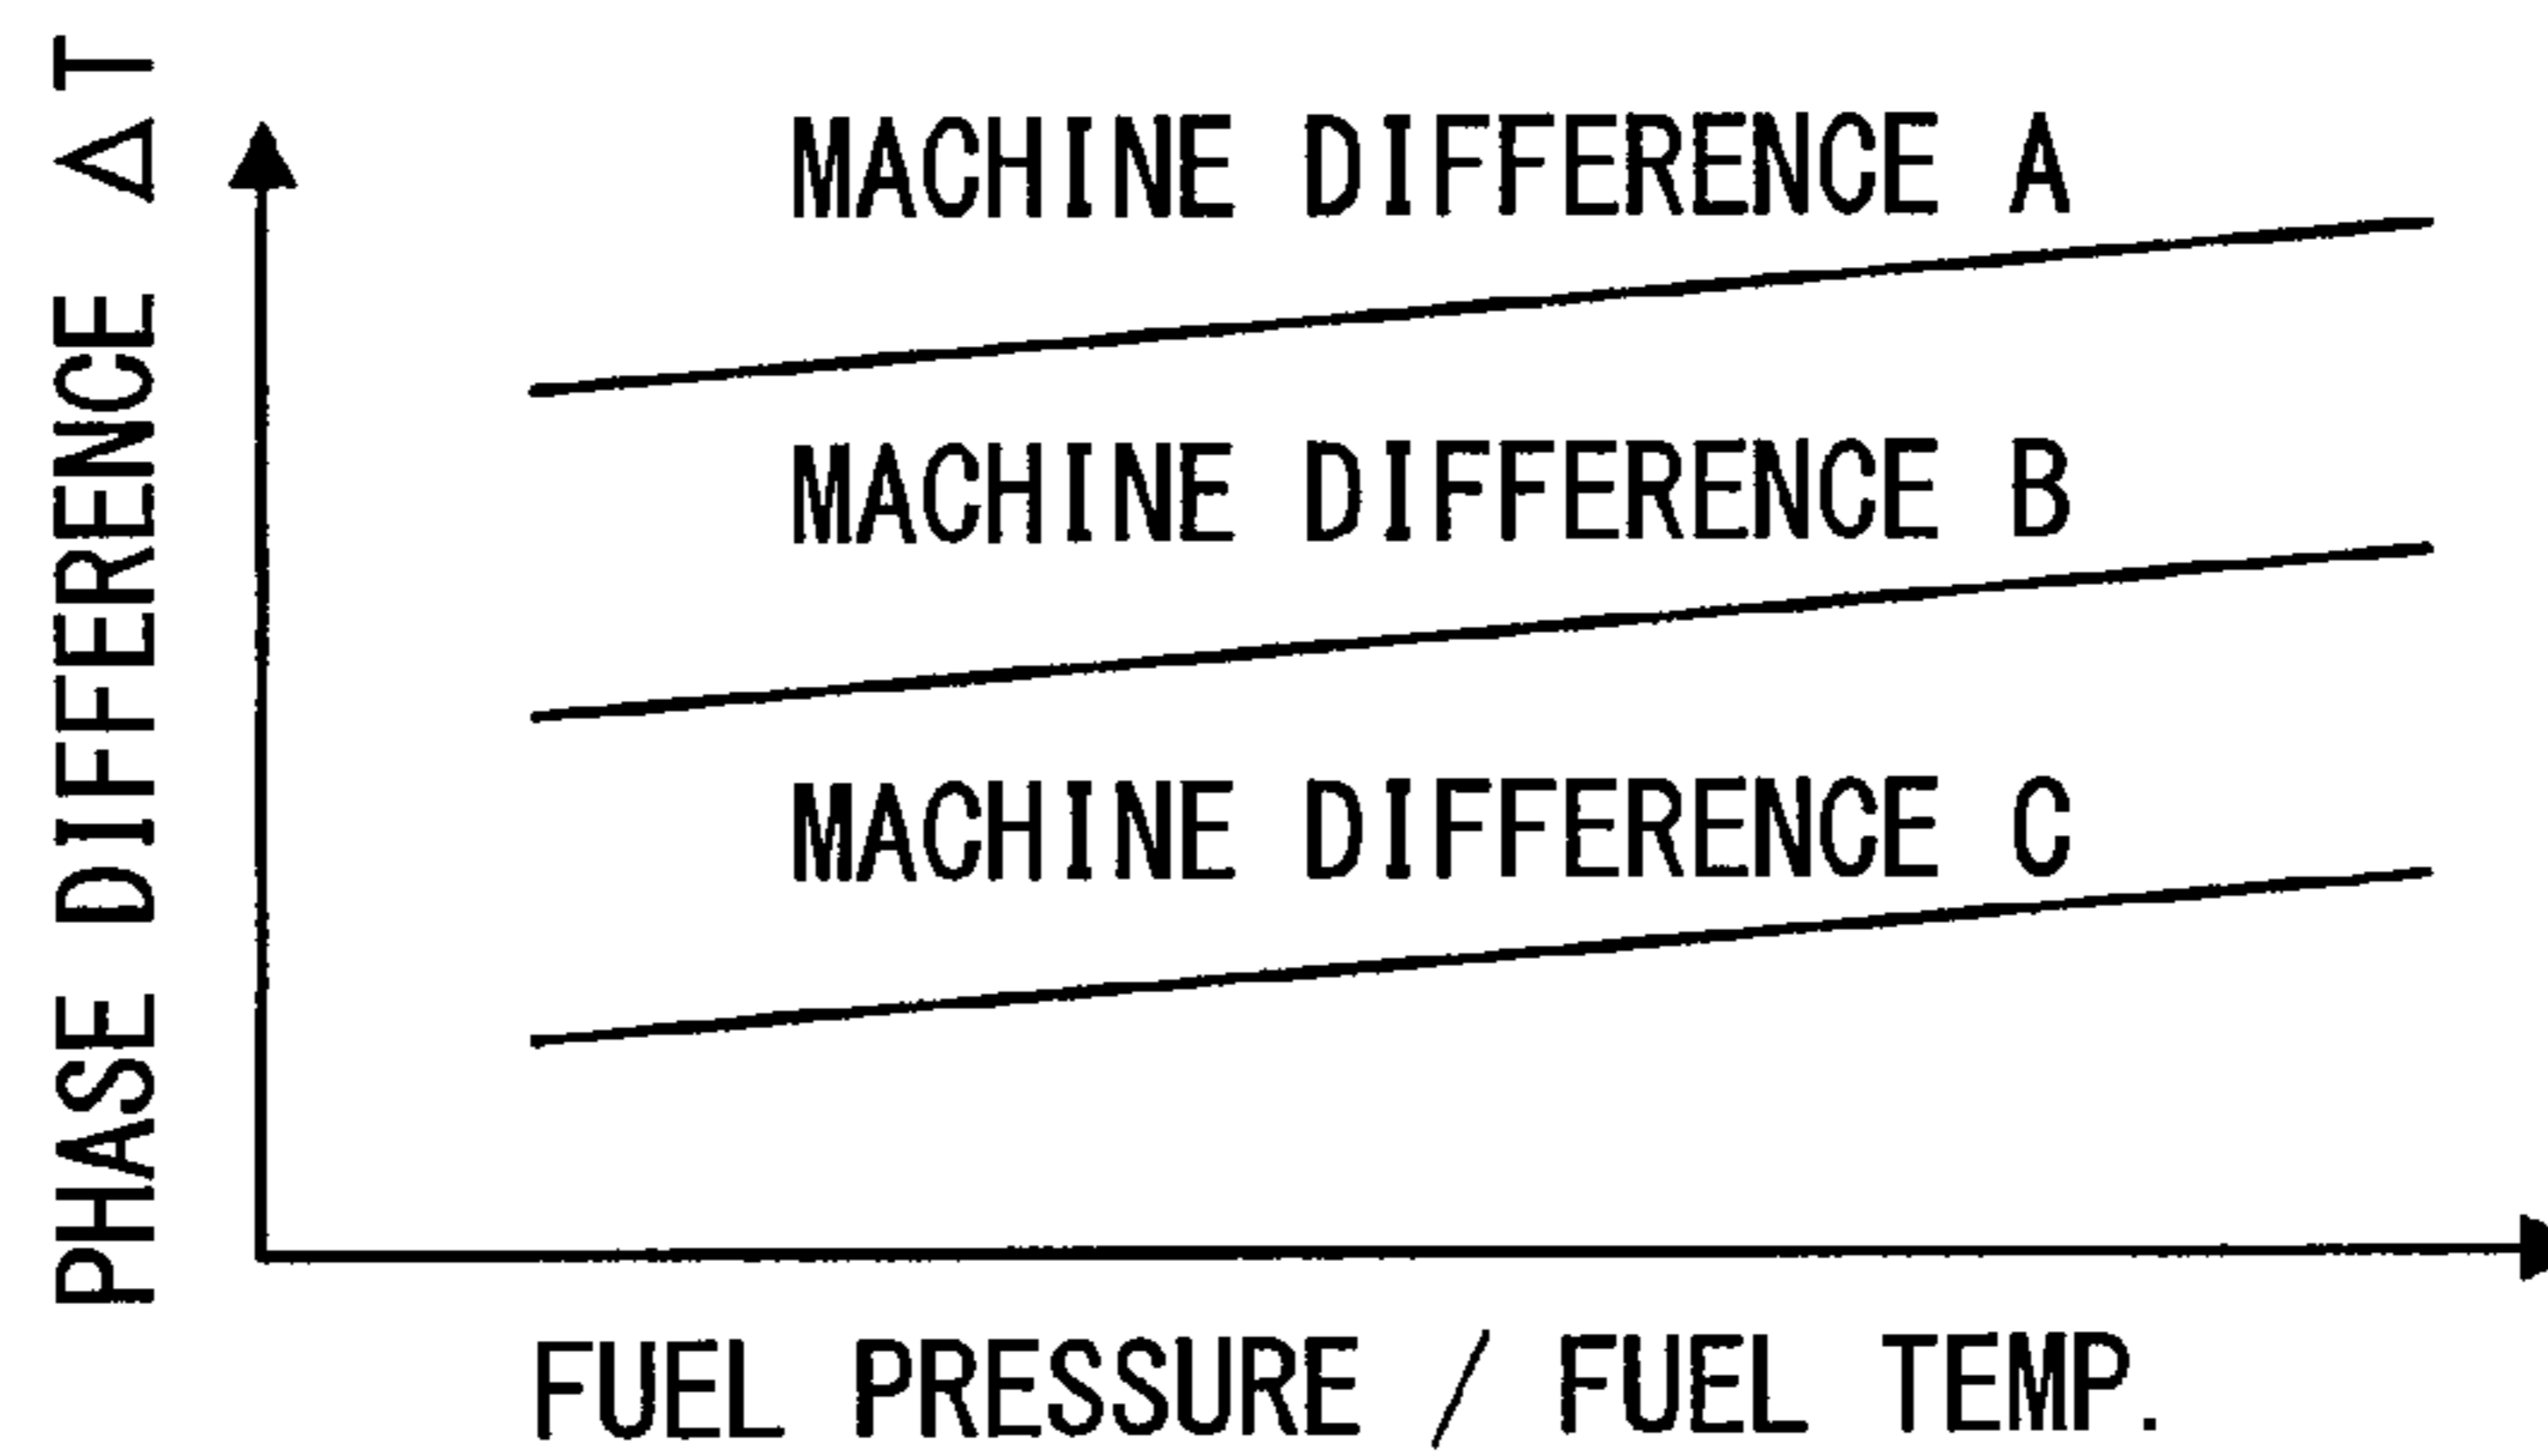 PHASE DIFFERENCE ΔT
MACHINE DIFFERENCE A
MACHINE DIFFERENCE B
MACHINE DIFFERENCE C
FUEL PRESSURE / FUEL TEMP.